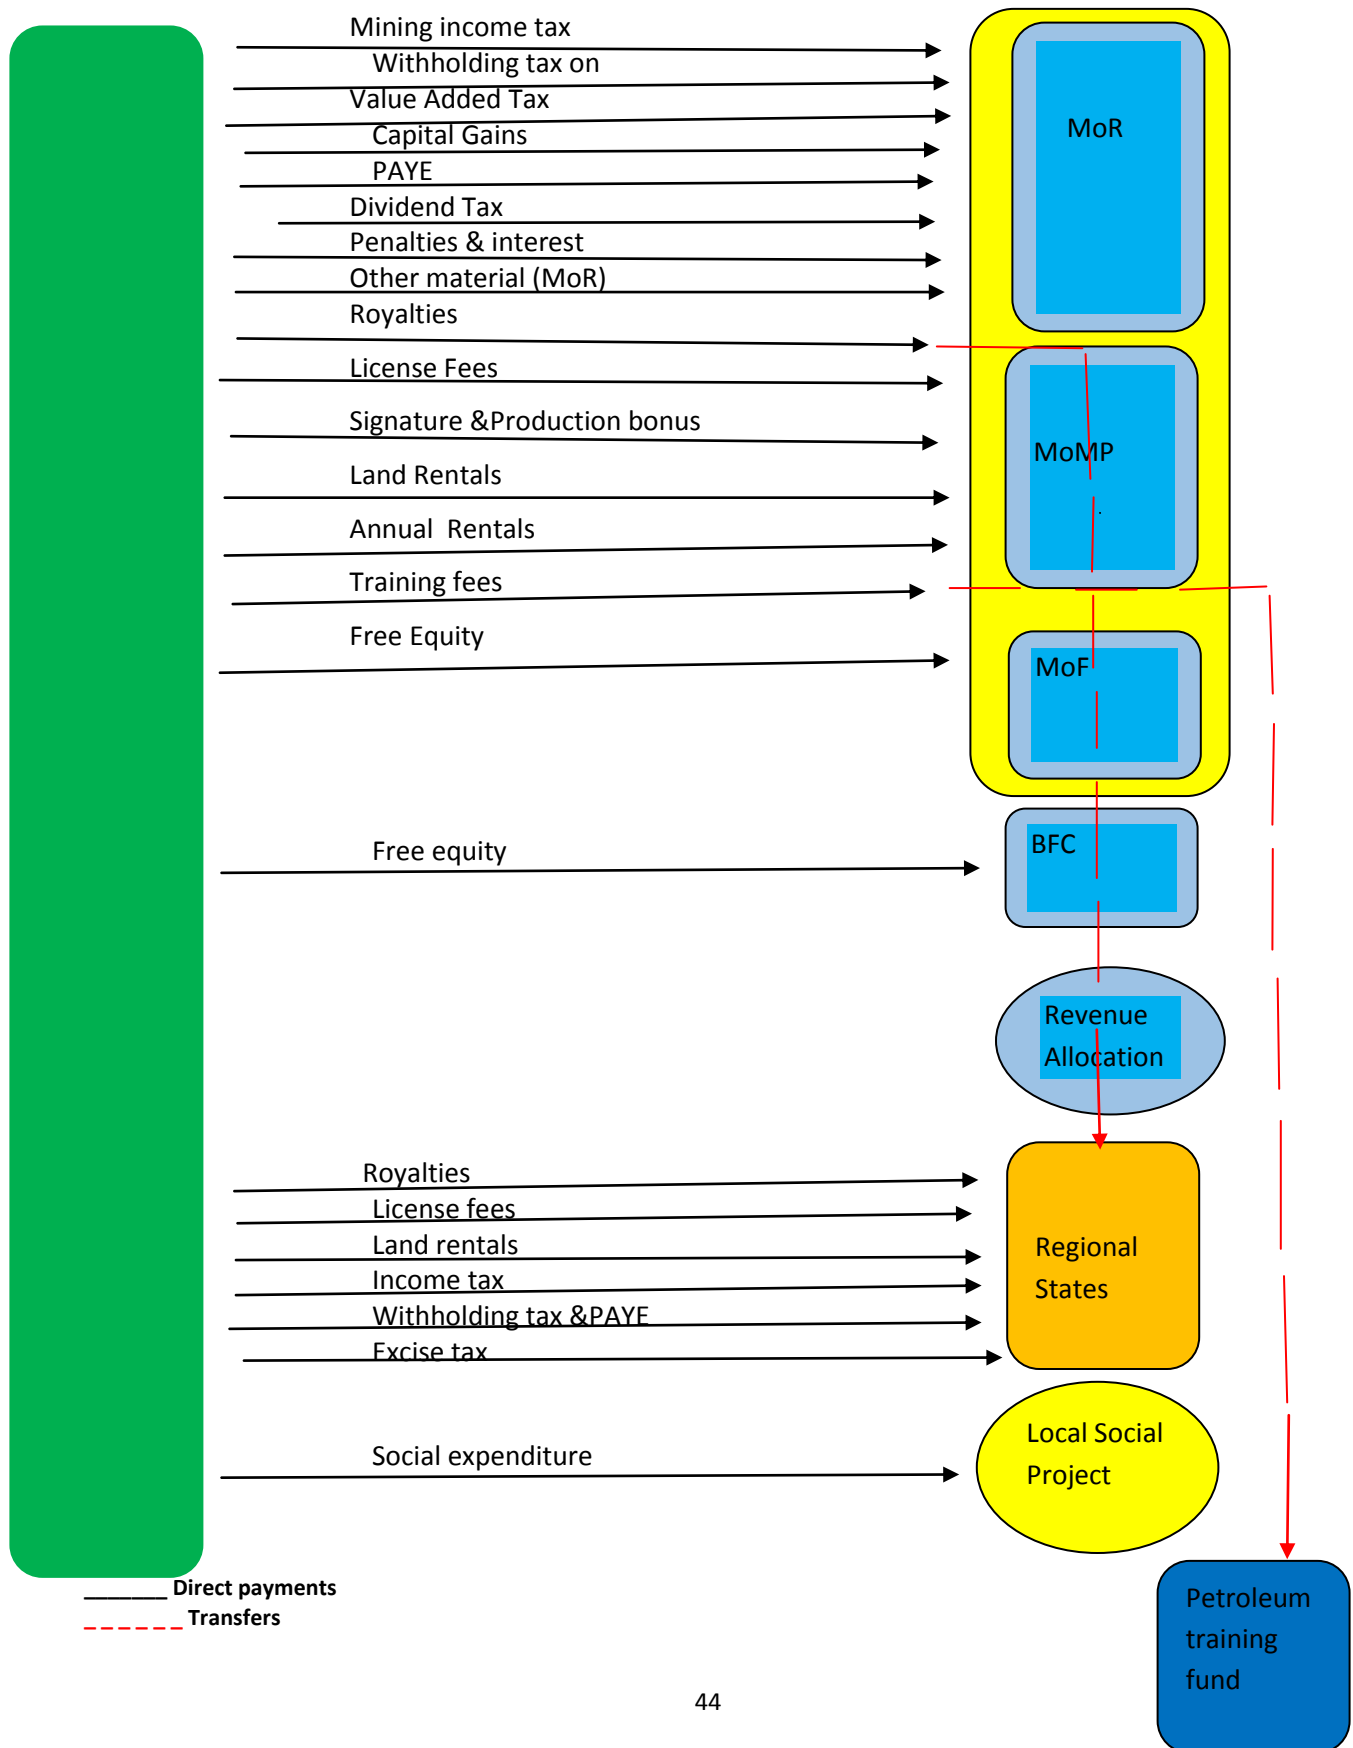 Mining income tax
Withholding tax on
Value Added Tax
Capital Gains
PAYE
Dividend Tax
Penalties & interest
Other material (MoR)
Royalties
License Fees
Signature &Production bonus
Land Rentals
Annual Rentals
Training fees
Free Equity
MoR
MoMP
.
MoF
Free equity
BFC
Revenue
Allocation
Royalties
License fees
Land rentals
Income tax
Withholding tax &PAYE
Excise tax
Regional
States
Social expenditure
Local Social
Project
_______ Direct payments
_ _ _ _ _ _ Transfers
Petroleum
training
fund
44